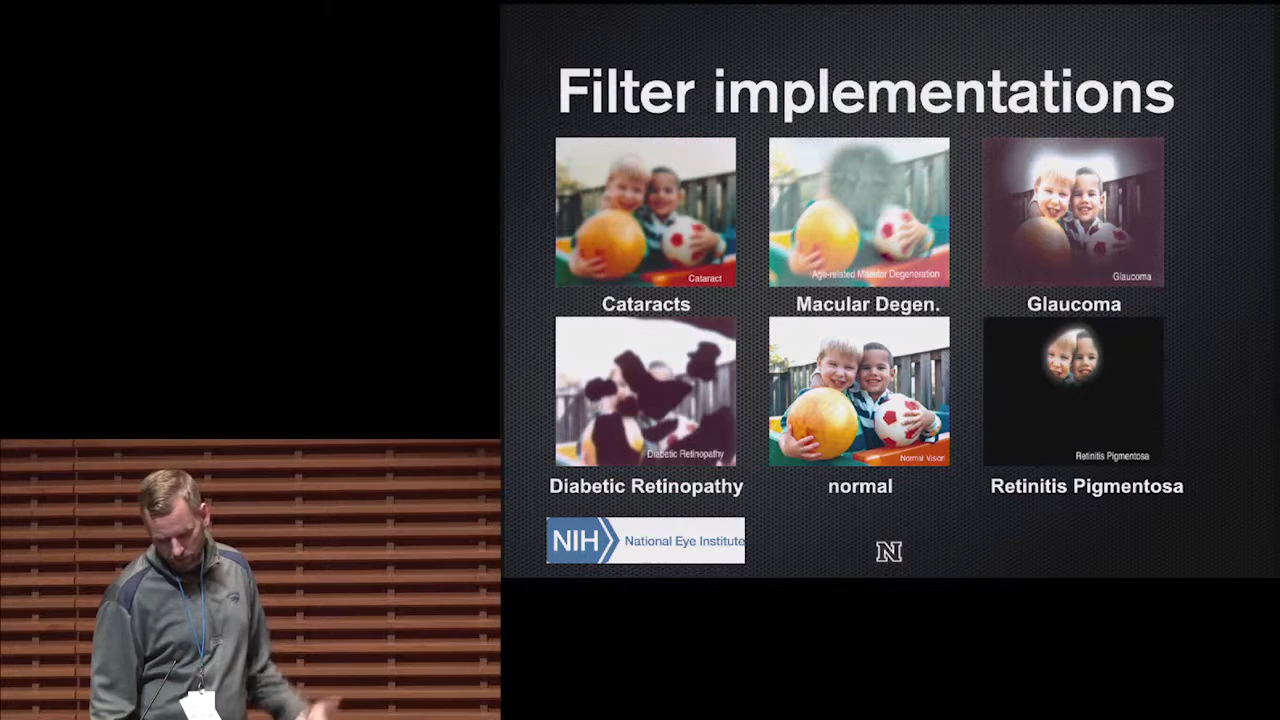 Filter implementations
Cataract
Age-related Macular Degeneration
Glaucoma
Cataracts
Macular Degen.
Glaucoma
Diabetic Retinopathy
Normal Vision
Retinitis Pigmentosa
Diabetic Retinopathy
normal
Retinitis Pigmentosa
NIH
National Eye Institute
N